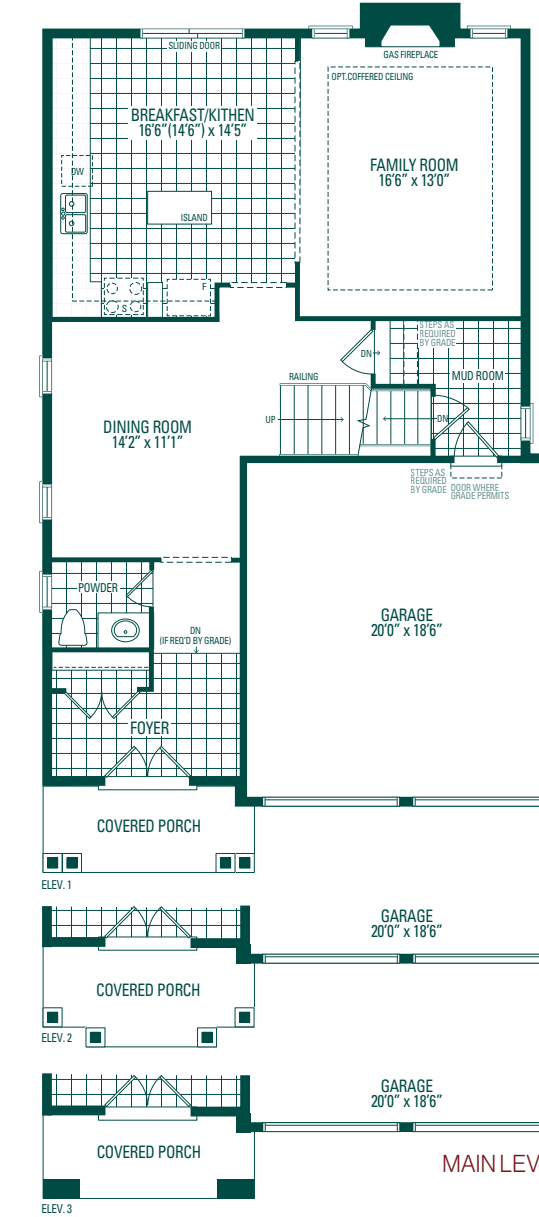 SLIDING DOOR
GAS FIREPLACE
OPT.COFFERED CEILING
BREAKFAST/KITHEN
16'6"(14'6") x 14'5"
FAMILY ROOM
16'6" x 13'0"
DW
ISLAND
F
S
STEPS AS
REQUIRED
BY GRADE
DN
MUD ROOM
RAILING
UP
DN
DINING ROOM
14'2" x 11'1"
STEPS AS
REQUIRED
BY GRADE
DOOR WHERE
GRADE PERMITS
POWDER
DN
(IF REQ'D BY GRADE)
GARAGE
20'0" x 18'6"
FOYER
COVERED PORCH
ELEV. 1
GARAGE
20'0" x 18'6"
COVERED PORCH
ELEV. 2
GARAGE
20'0" x 18'6"
COVERED PORCH
MAIN LEV
ELEV. 3